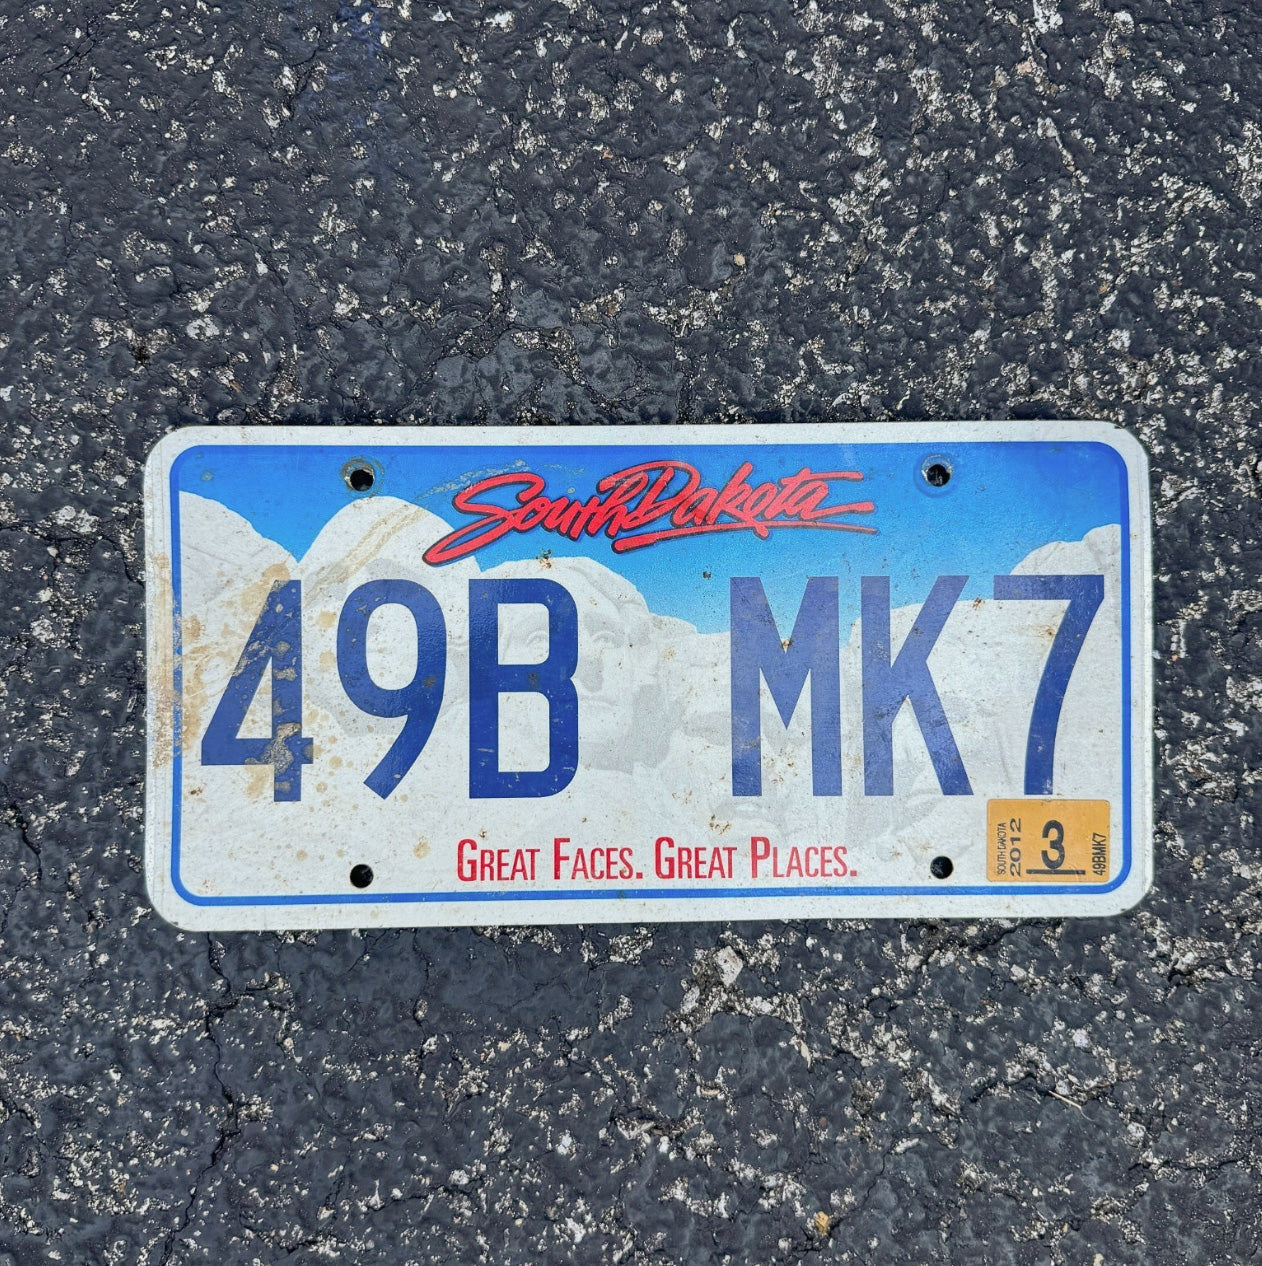 South Dakota
49B MK7
GREAT FACES. GREAT PLACES.
SOUTH DAKOTA
2012
3
49BMK7